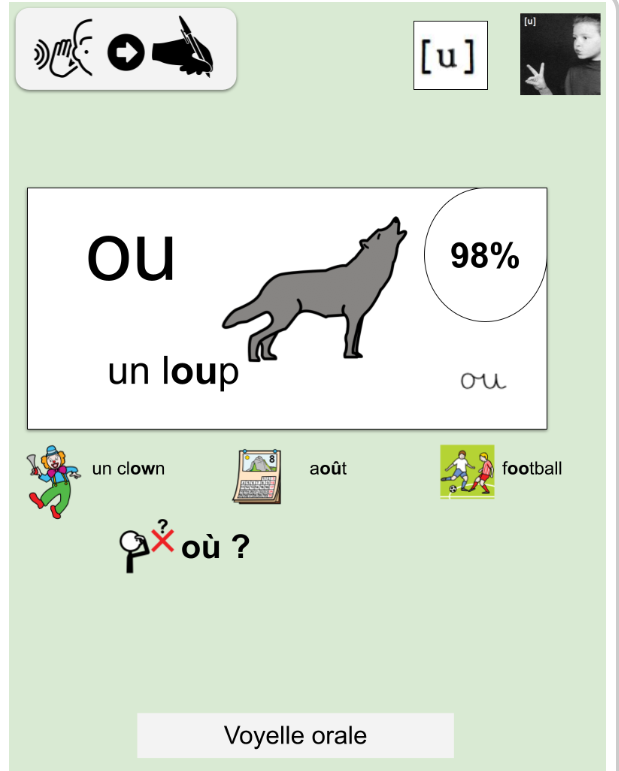 [u]
[u]
ou
98%
un loup
ou
un clown
août
football
8
?
où ?
Voyelle orale